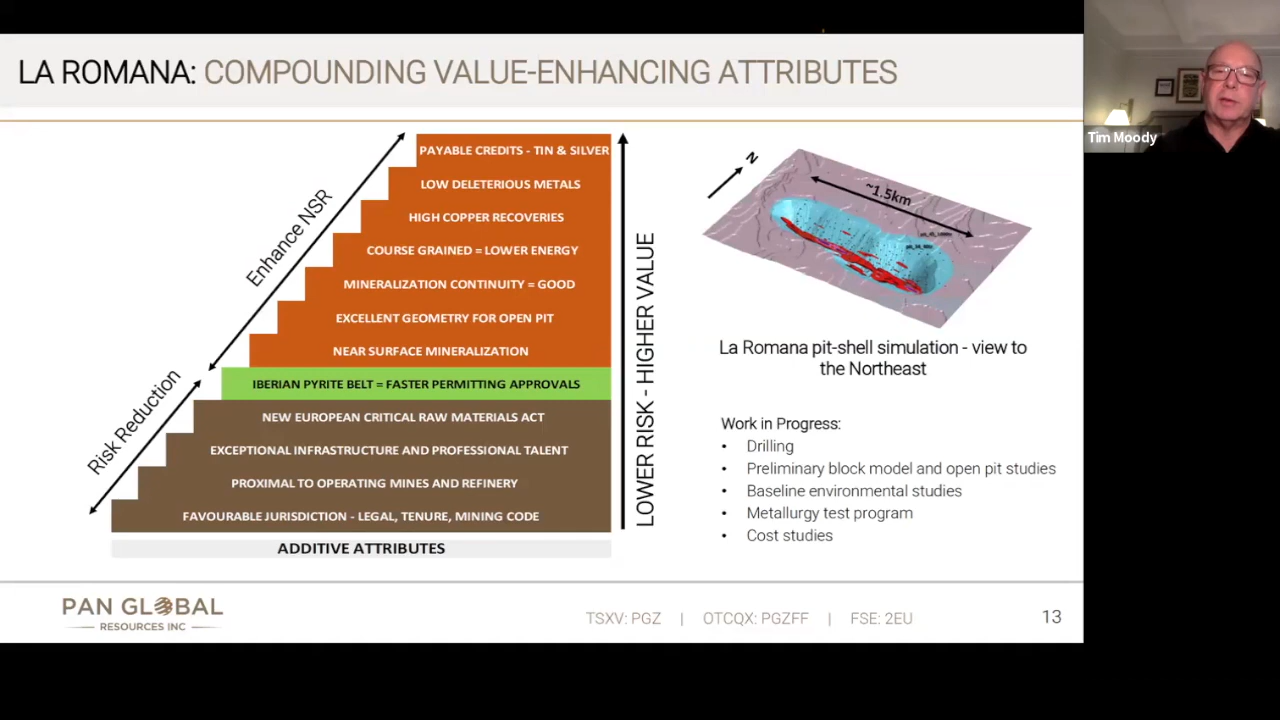 LA ROMANA: COMPOUNDING VALUE-ENHANCING ATTRIBUTES
Tim Moody
PAYABLE CREDITS - TIN & SILVER
LOW DELETERIOUS METALS
HIGH COPPER RECOVERIES
COURSE GRAINED = LOWER ENERGY
MINERALIZATION CONTINUITY = GOOD
EXCELLENT GEOMETRY FOR OPEN PIT
NEAR SURFACE MINERALIZATION
IBERIAN PYRITE BELT = FASTER PERMITTING APPROVALS
NEW EUROPEAN CRITICAL RAW MATERIALS ACT
EXCEPTIONAL INFRASTRUCTURE AND PROFESSIONAL TALENT
PROXIMAL TO OPERATING MINES AND REFINERY
FAVOURABLE JURISDICTION - LEGAL, TENURE, MINING CODE
ADDITIVE ATTRIBUTES
Enhance NSR
Risk Reduction
LOWER RISK - HIGHER VALUE
N
~1.5km
La Romana pit-shell simulation - view to
the Northeast
Work in Progress:
• Drilling
• Preliminary block model and open pit studies
• Baseline environmental studies
• Metallurgy test program
• Cost studies
PAN GLOBAL
RESOURCES INC
TSXV: PGZ | OTCQX: PGZFF | FSE: 2EU
13